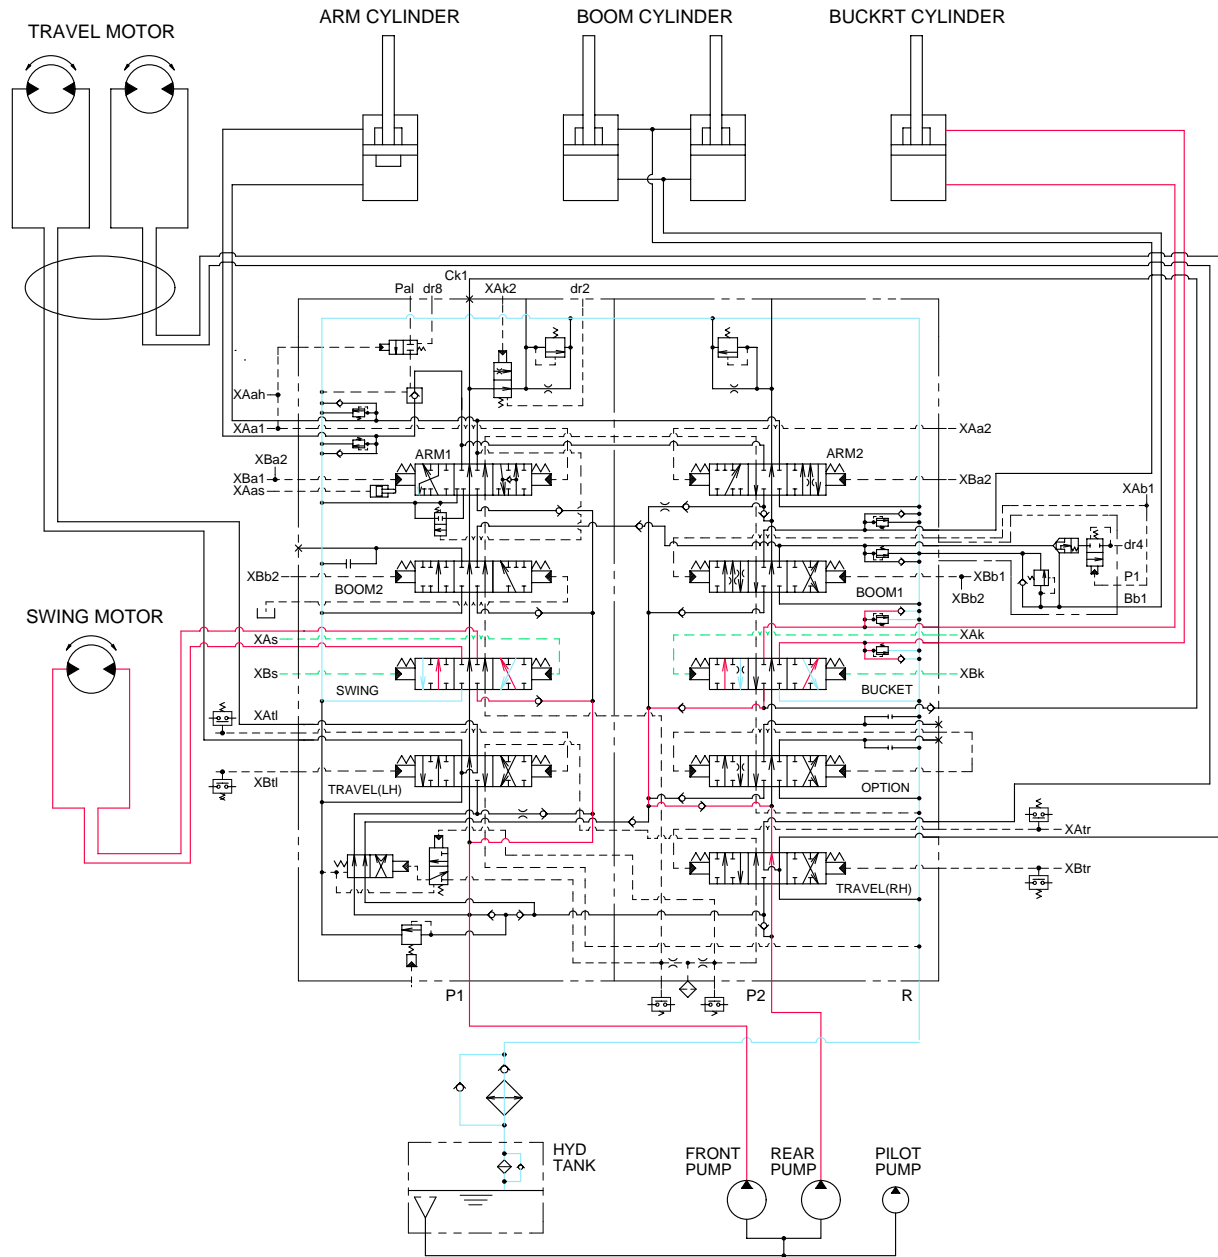 ARM CYLINDER
BOOM CYLINDER
BUCKRT CYLINDER
TRAVEL MOTOR
Ck1
Pal
dr8
XAk2
dr2
XAah
XAa1
XAa2
XBa2
ARM1
ARM2
XBa1
XBa2
XAas
XAb1
dr4
XBb2
XBb1
P1
BOOM2
BOOM1
XBb2
Bb1
SWING MOTOR
XAs
XAk
XBs
XBk
SWING
BUCKET
XAtl
XBtl
TRAVEL(LH)
OPTION
XAtr
XBtr
TRAVEL(RH)
P1
P2
R
HYD
TANK
FRONT
PUMP
REAR
PUMP
PILOT
PUMP